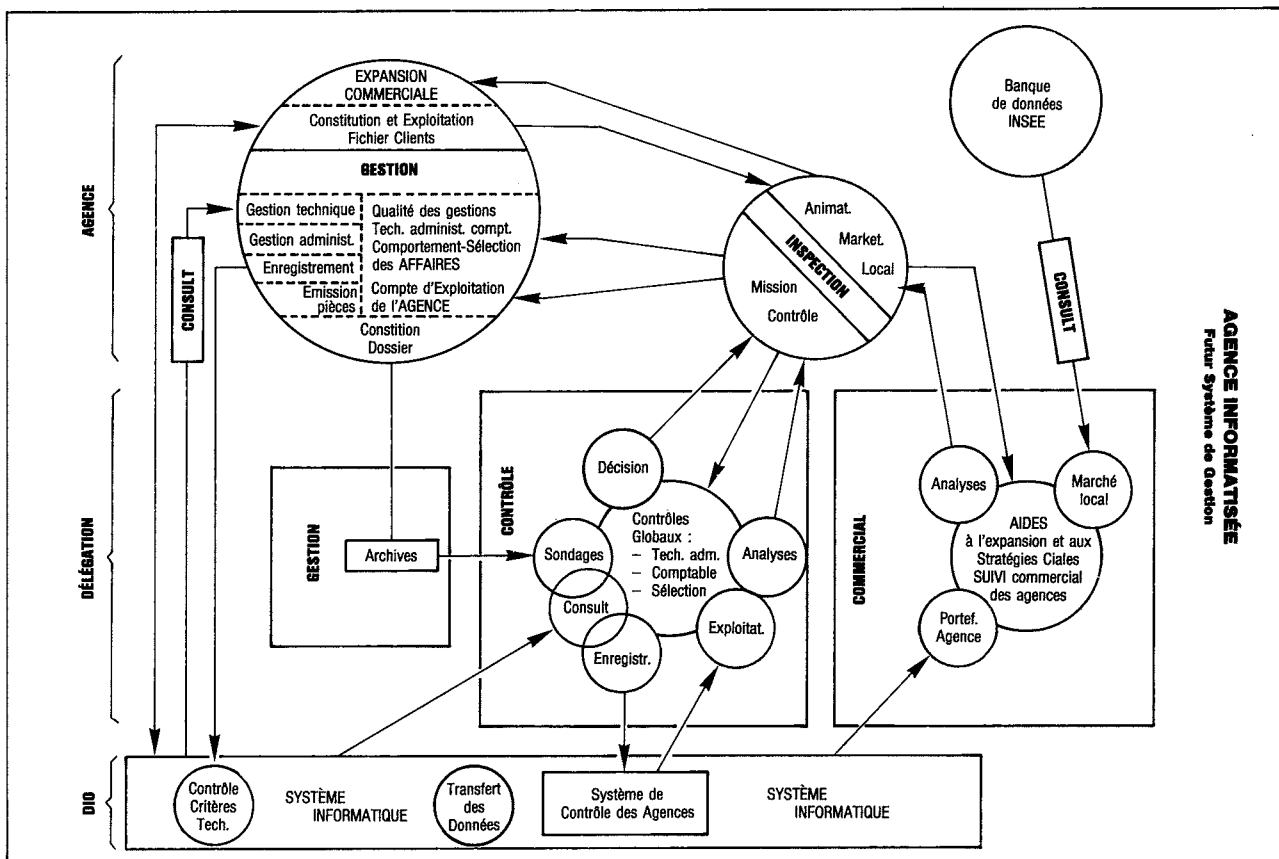 AGENCE
DÉLÉGATION
DIO
EXPANSION
COMMERCIALE
Constitution et Exploitation
Fichier Clients
GESTION
Gestion technique
Gestion administ.
Enregistrement
Emission
pièces
Qualité des gestions
Tech. administ. compt.
Comportement-Sélection
des AFFAIRES
Compte d'Exploitation
de l'AGENCE
Constition
Dossier
CONSULT
Animat.
Market.
Local
INSPECTION
Mission
Contrôle
Banque
de données
INSEE
CONSULT
AGENCE INFORMATISÉE
Futur Système de Gestion
GESTION
Archives
CONTRÔLE
Décision
Sondages
Consult
Enregistr.
Contrôles
Globaux :
– Tech. adm.
– Comptable
– Sélection
Analyses
Exploitat.
COMMERCIAL
Analyses
Marché
local
AIDES
à l'expansion et aux
Stratégies Ciales
SUIVI commercial
des agences
Portef.
Agence
Contrôle
Critères
Tech.
SYSTÈME
INFORMATIQUE
Transfert
des
Données
Système de
Contrôle des Agences
SYSTÈME
INFORMATIQUE